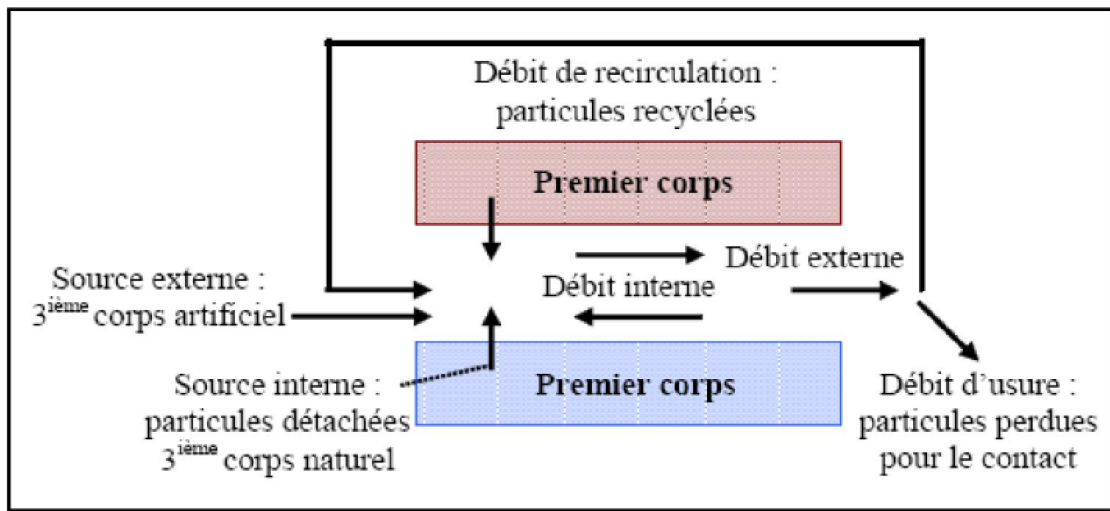 Débit de recirculation :
particules recyclées
Premier corps
Débit externe
Source externe :
3ième corps artificiel
Débit interne
Premier corps
Source interne :
particules détachées
3ième corps naturel
Débit d'usure :
particules perdues
pour le contact